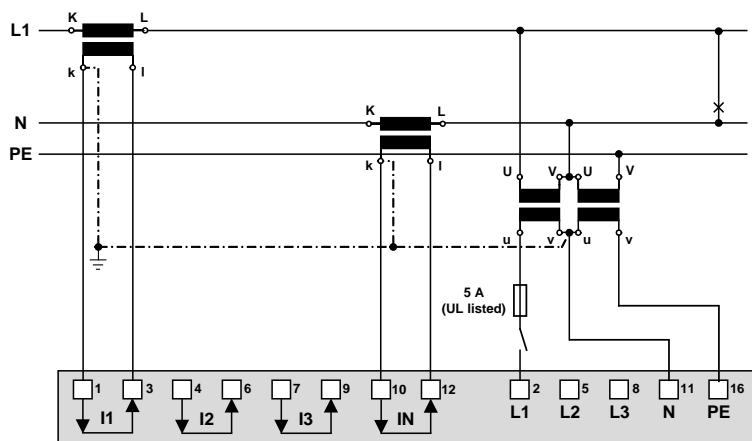 K L
L1
k l
K L
N
PE
k l
U V U V
u v u v
5 A
(UL listed)
1 3 4 6 7 9 10 12 2 5 8 11 16
I1 I2 I3 IN L1 L2 L3 N PE